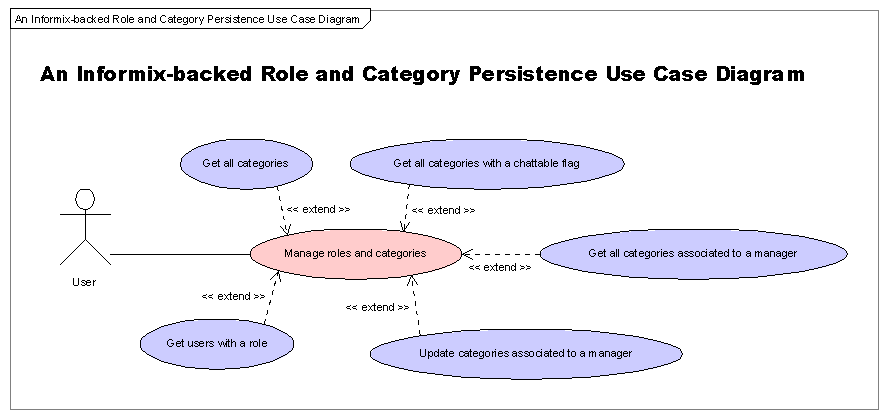 An Informix-backed Role and Category Persistence Use Case Diagram
An Informix-backed Role and Category Persistence Use Case Diagram
Get all categories
Get all categories with a chattable flag
<< extend >>
<< extend >>
Manage roles and categories
Get all categories associated to a manager
<< extend >>
User
<< extend >>
<< extend >>
Get users with a role
Update categories associated to a manager